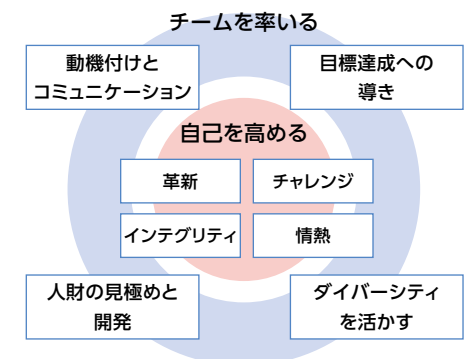 チームを率いる
動機付けと
コミュニケーション
目標達成への
導き
自己を高める
革新
チャレンジ
インテグリティ
情熱
人財の見極めと
開発
ダイバーシティ
を活かす